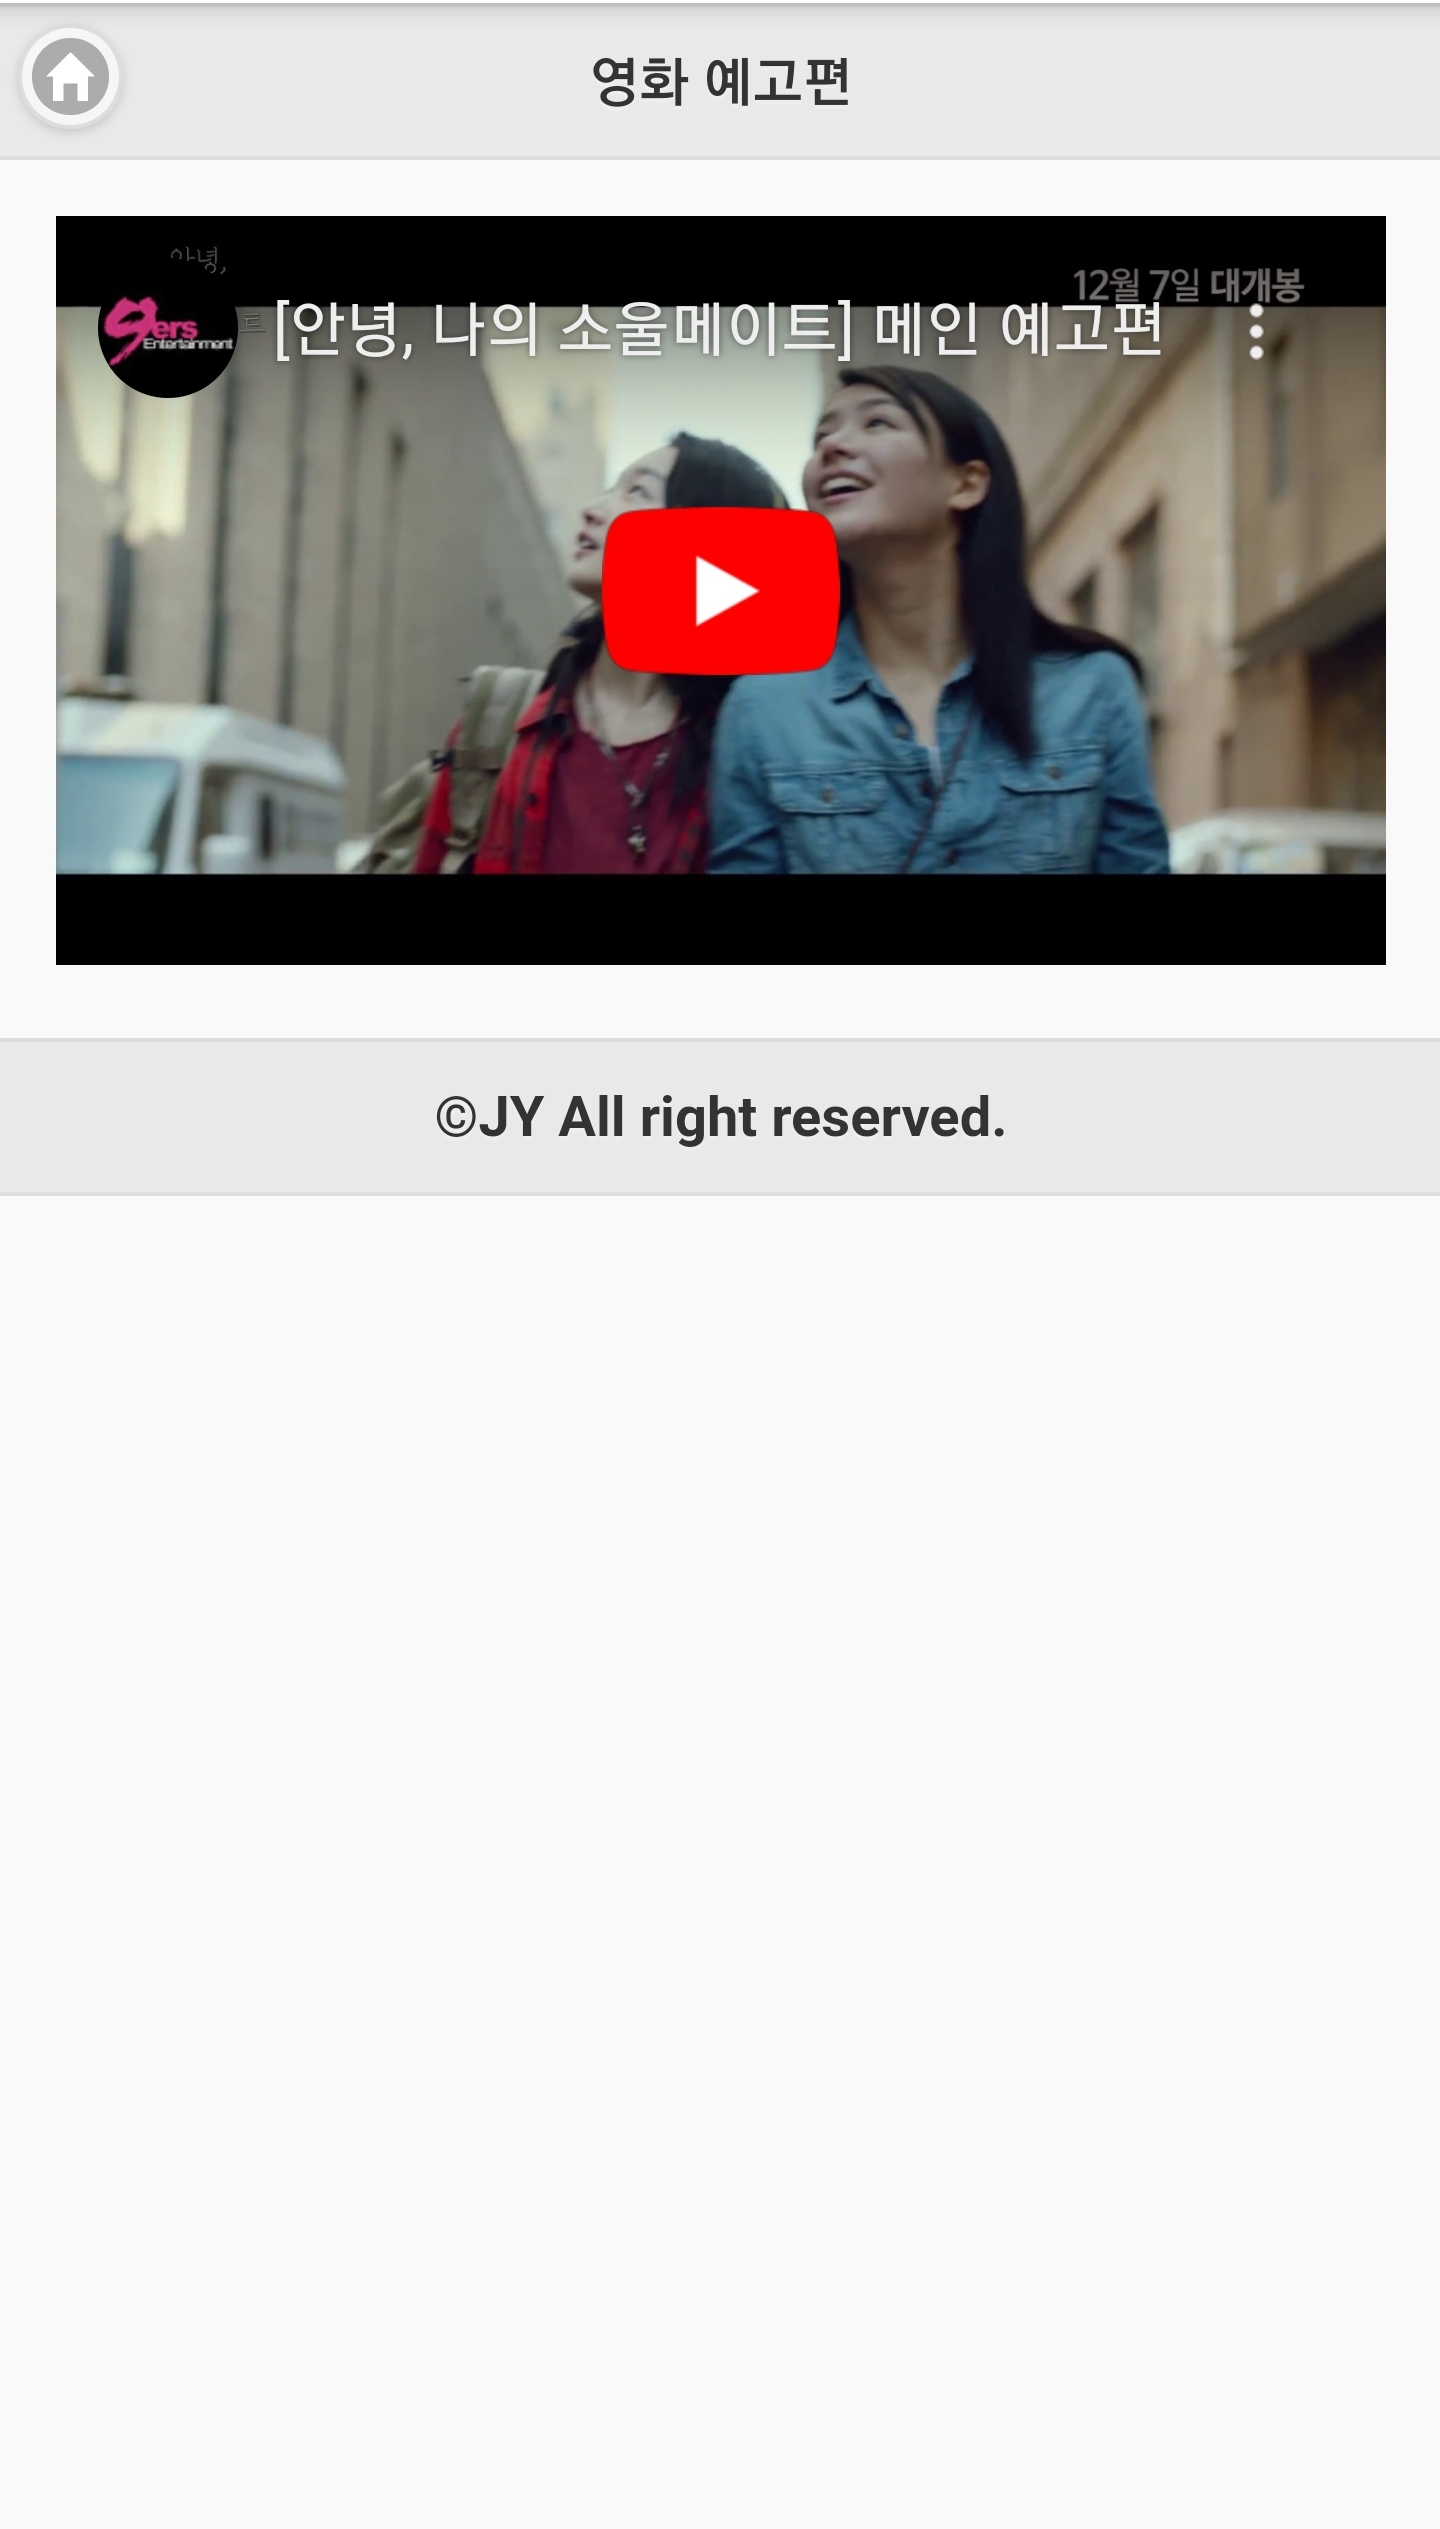 영화 예고편
안녕,
12월 7일 대개봉
9ers
Entertainment
트
[안녕, 나의 소울메이트] 메인 예고편
©JY All right reserved.